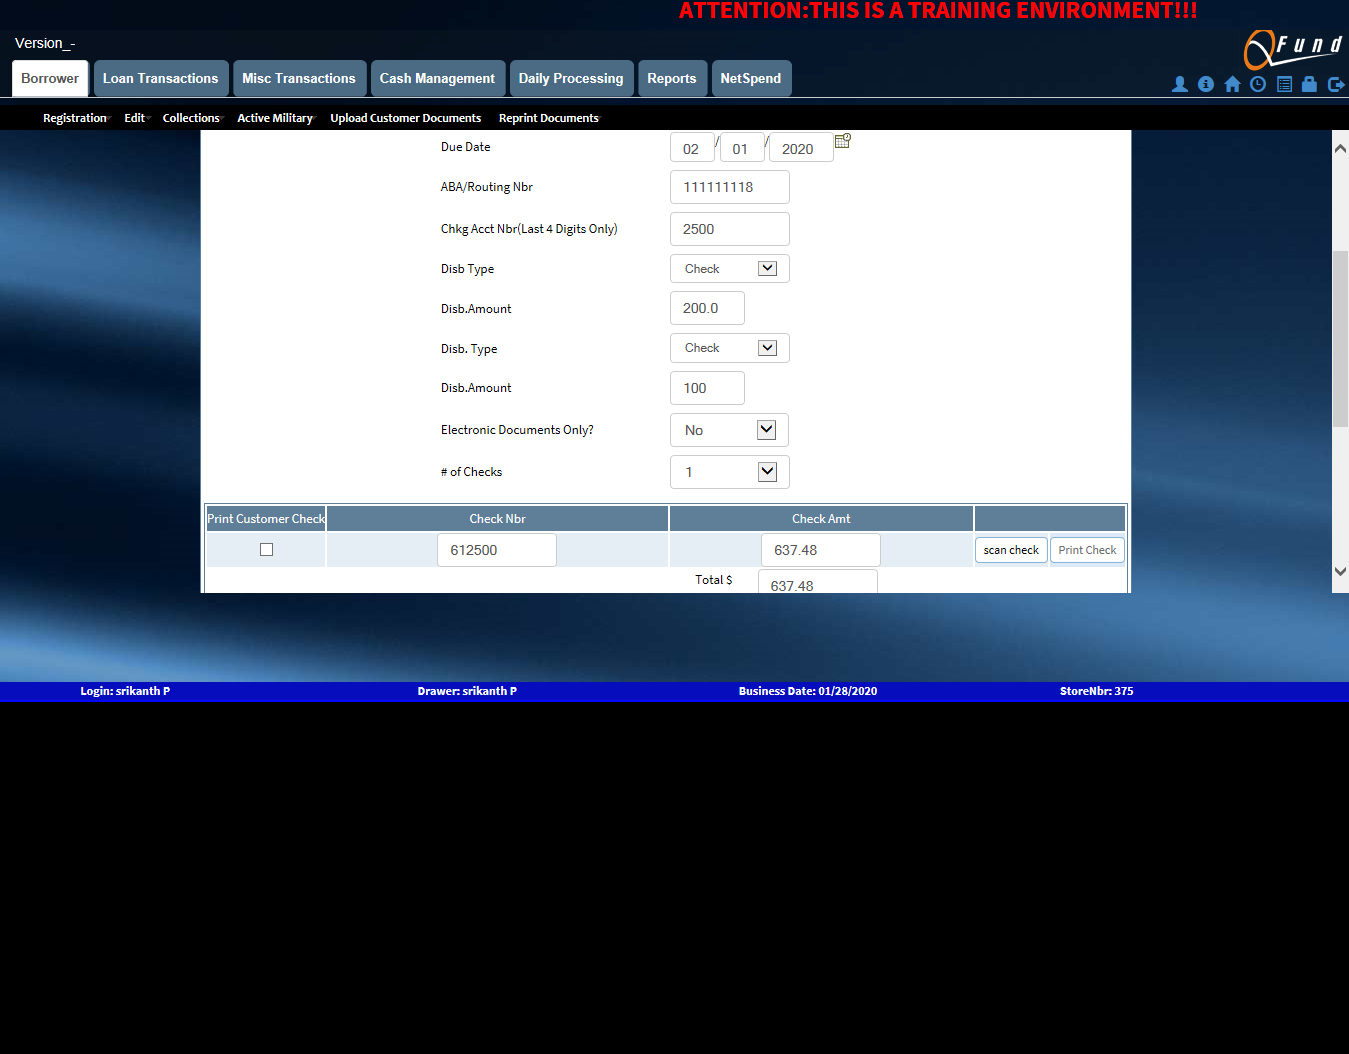 ATTENTION:THIS IS A TRAINING ENVIRONMENT!!!
Version_-
QFund
Borrower Loan Transactions Misc Transactions Cash Management Daily Processing Reports NetSpend
Registration Edit Collections Active Military Upload Customer Documents Reprint Documents
Due Date 02 / 01 / 2020
ABA/Routing Nbr 111111118
Chkg Acct Nbr(Last 4 Digits Only) 2500
Disb Type Check
Disb.Amount 200.0
Disb. Type Check
Disb.Amount 100
Electronic Documents Only? No
# of Checks 1
Print Customer Check Check Nbr Check Amt
612500 637.48 scan check Print Check
Total $ 637.48
Login: srikanth P Drawer: srikanth P Business Date: 01/28/2020 StoreNbr: 375